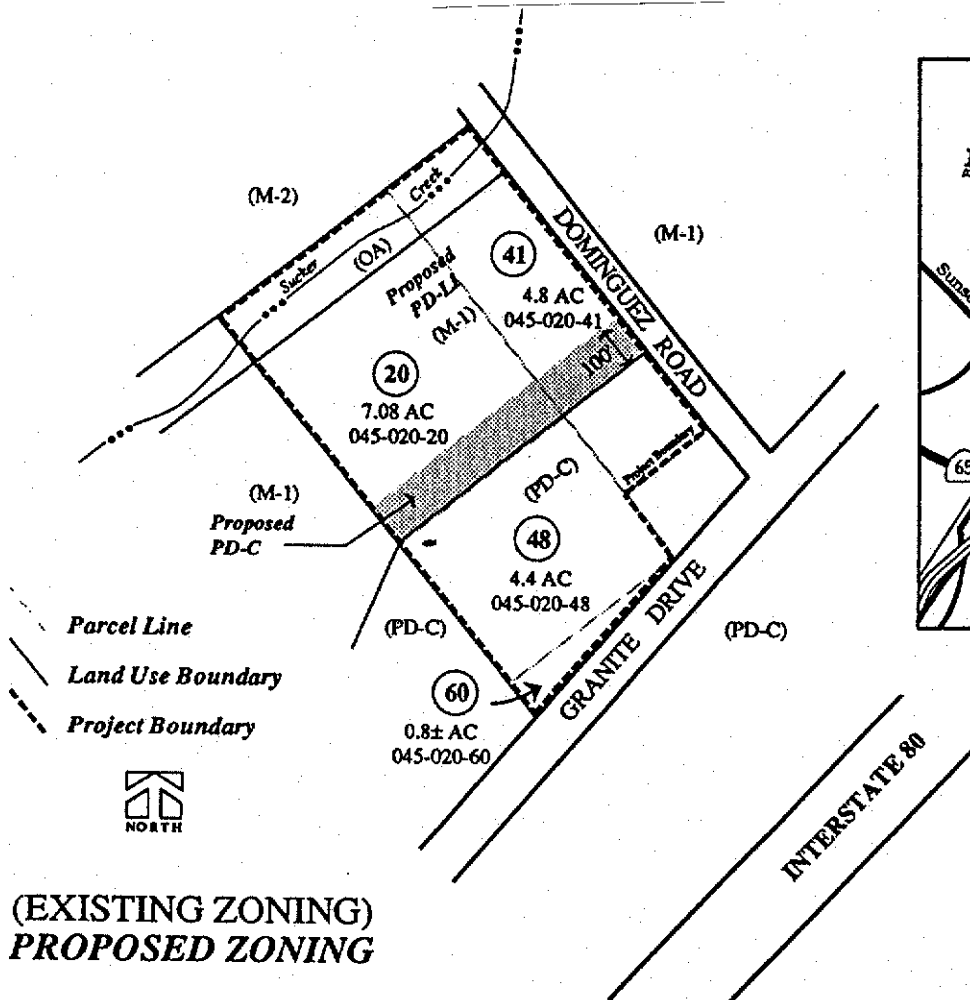 (M-2)
Creek
(OA)
Sucker
DOMINGUEZ ROAD
(M-1)
41
4.8 AC
045-020-41
Proposed
PD-LI
(M-1)
20
7.08 AC
045-020-20
100'
(M-1)
Proposed
PD-C
(PD-C)
Project Boundary
48
4.4 AC
045-020-48
(PD-C)
60
0.8± AC
045-020-60
GRANITE DRIVE
(PD-C)
INTERSTATE 80
65
Parcel Line
Land Use Boundary
Project Boundary
NORTH
(EXISTING ZONING)
PROPOSED ZONING